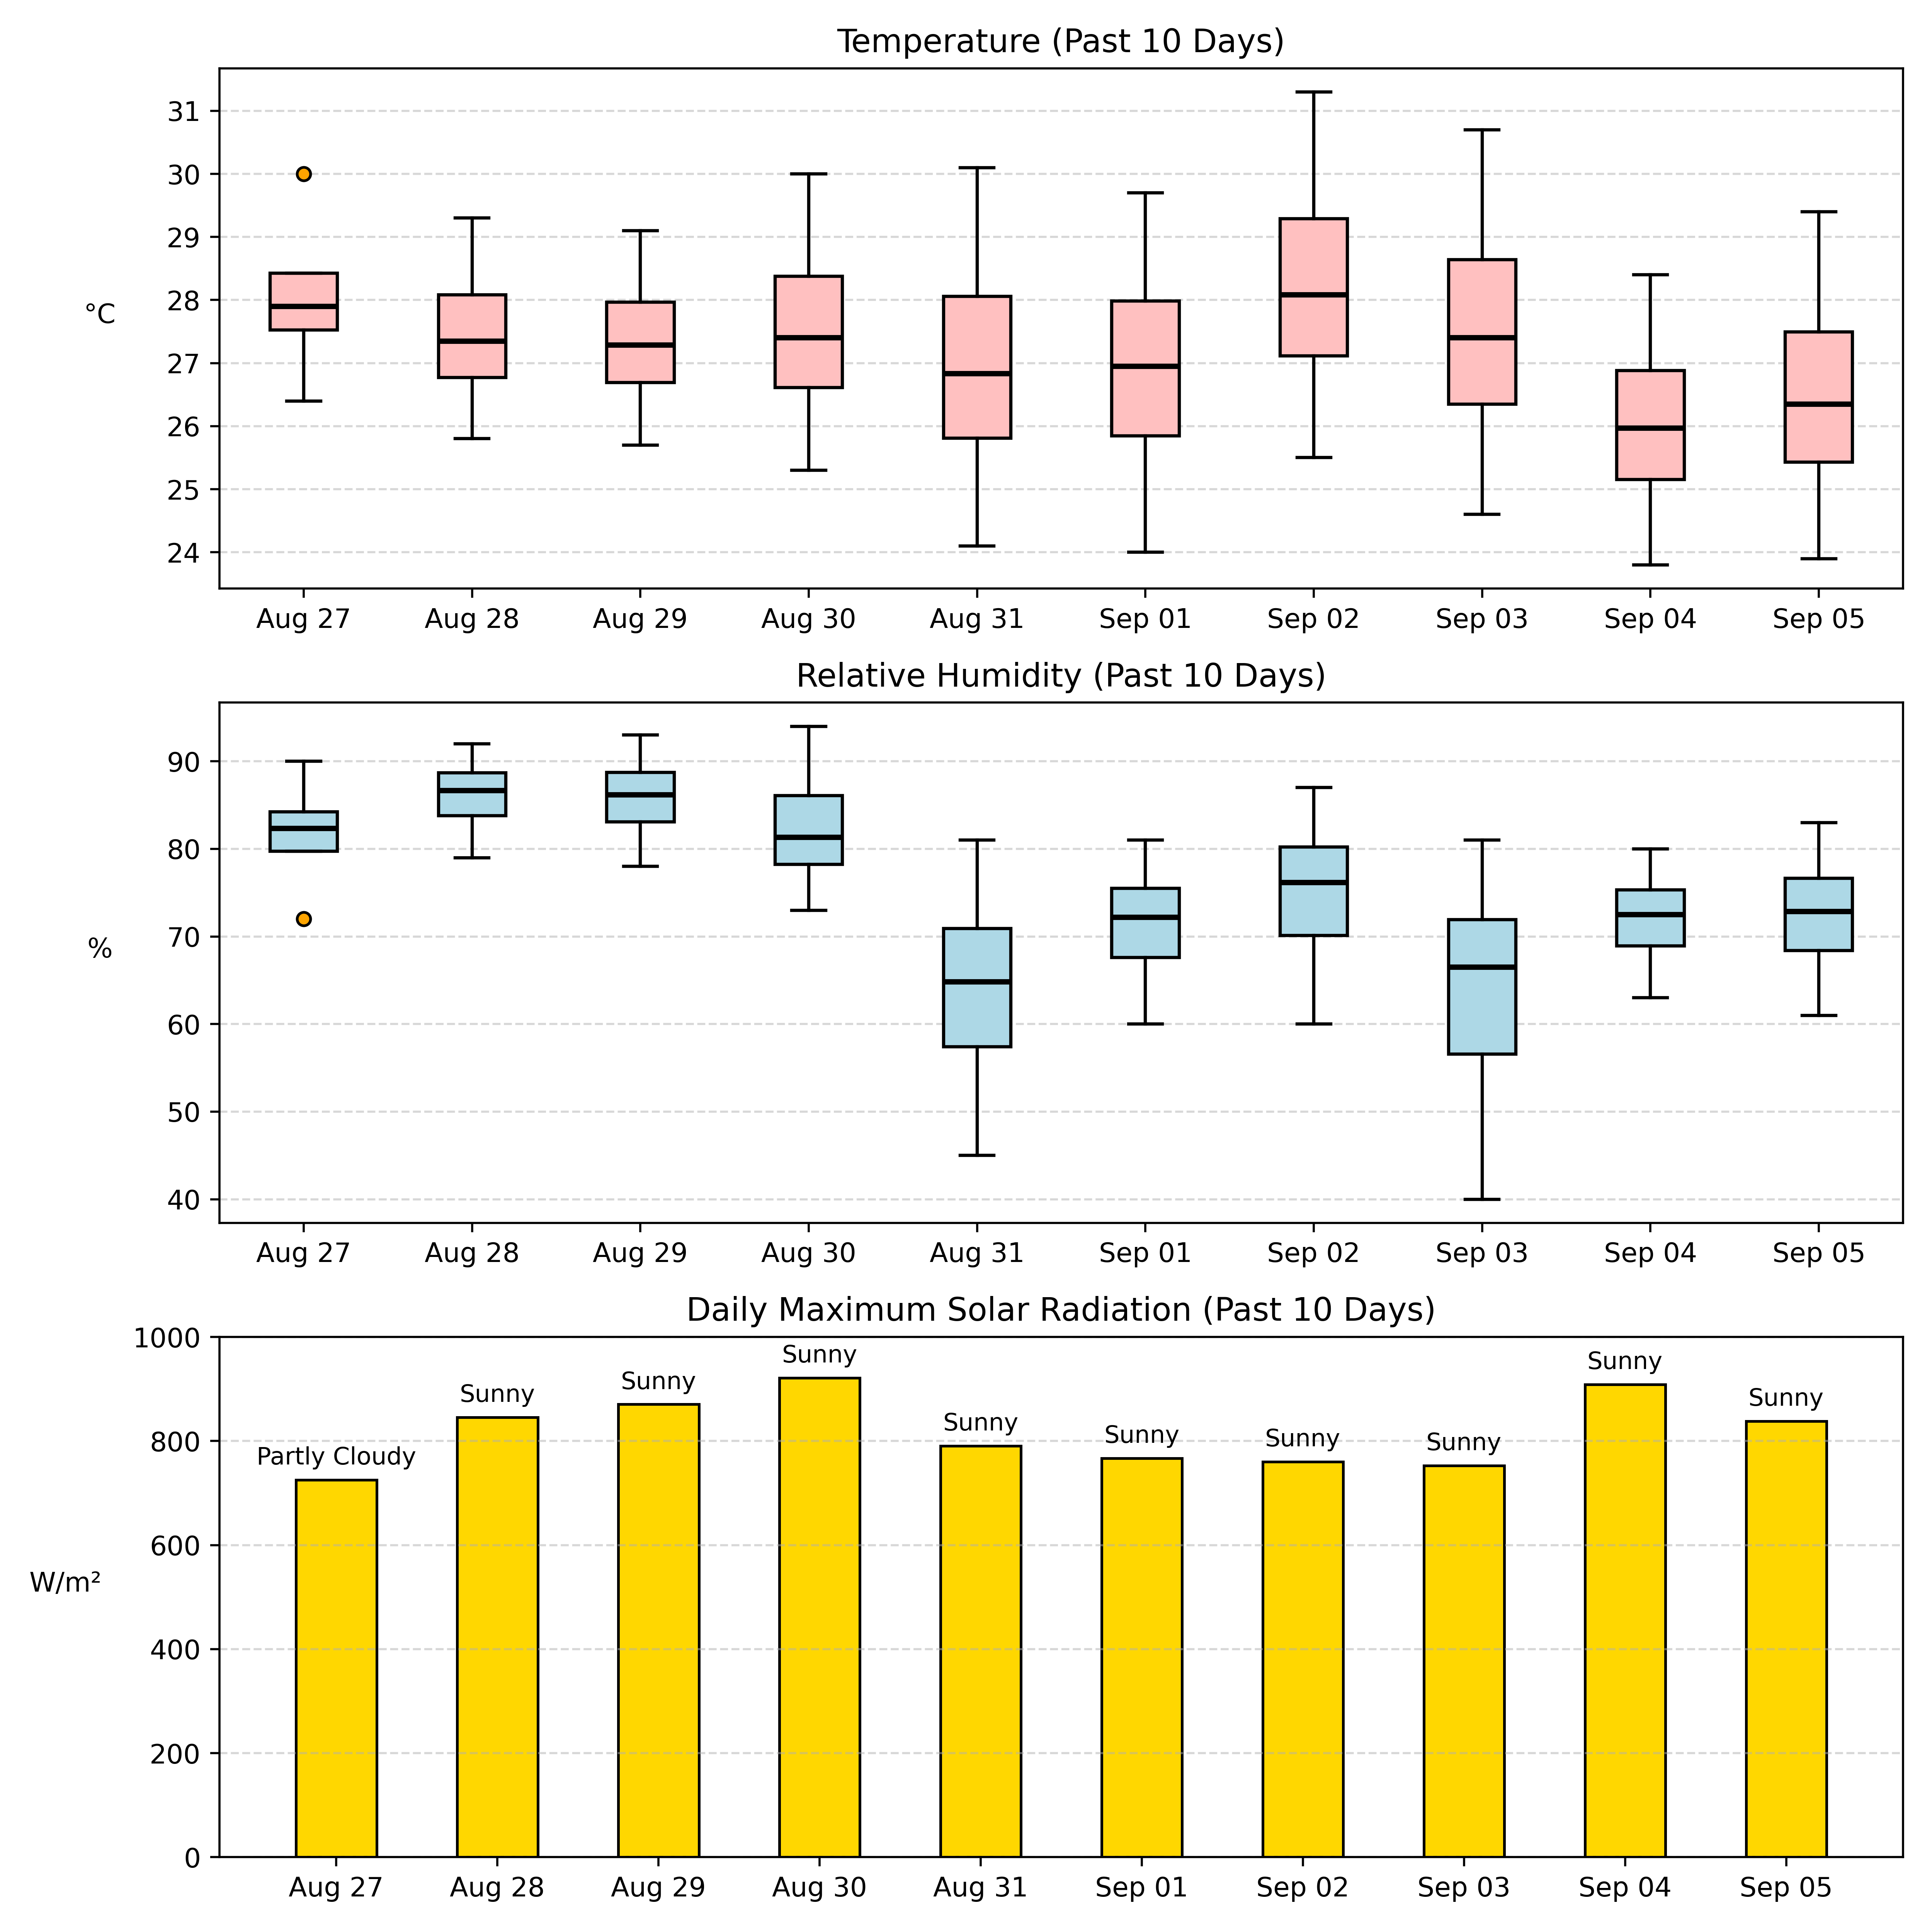 Temperature (Past 10 Days)
31
30
29
28
°C
27
26
25
24
Aug 27 Aug 28 Aug 29 Aug 30 Aug 31 Sep 01 Sep 02 Sep 03 Sep 04 Sep 05
Relative Humidity (Past 10 Days)
90
80
70
%
60
50
40
Aug 27 Aug 28 Aug 29 Aug 30 Aug 31 Sep 01 Sep 02 Sep 03 Sep 04 Sep 05
Daily Maximum Solar Radiation (Past 10 Days)
1000
800
600
W/m²
400
200
0
Partly Cloudy Sunny Sunny Sunny Sunny Sunny Sunny Sunny Sunny Sunny
Aug 27 Aug 28 Aug 29 Aug 30 Aug 31 Sep 01 Sep 02 Sep 03 Sep 04 Sep 05